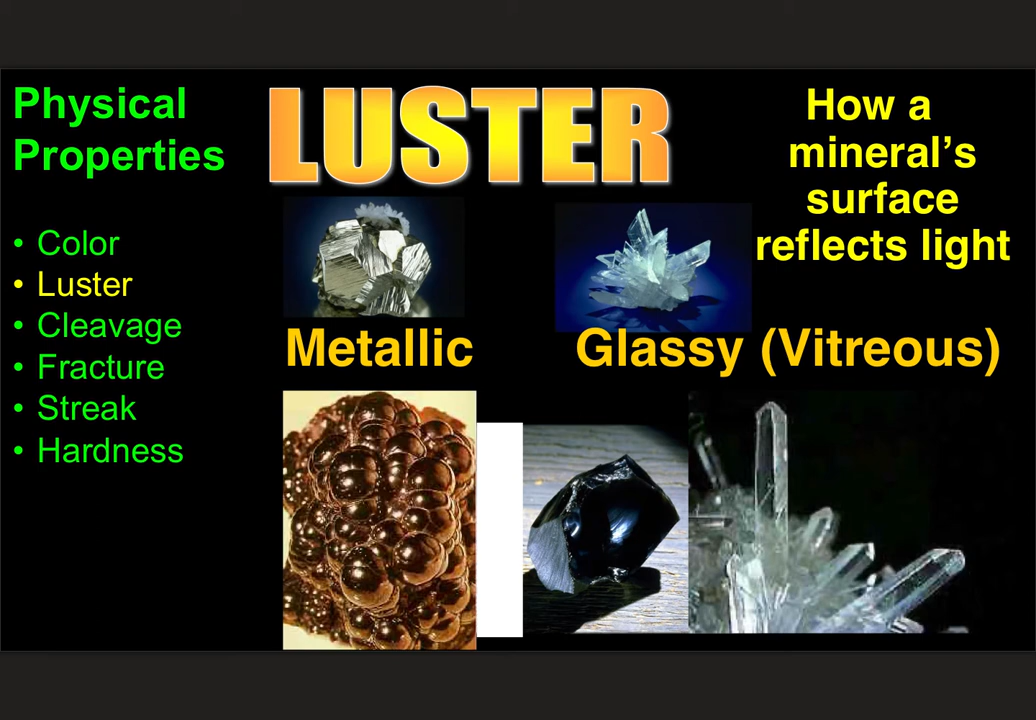 Physical
Properties
• Color
• Luster
• Cleavage
• Fracture
• Streak
• Hardness
LUSTER
How a
mineral’s
surface
reflects light
Metallic
Glassy (Vitreous)